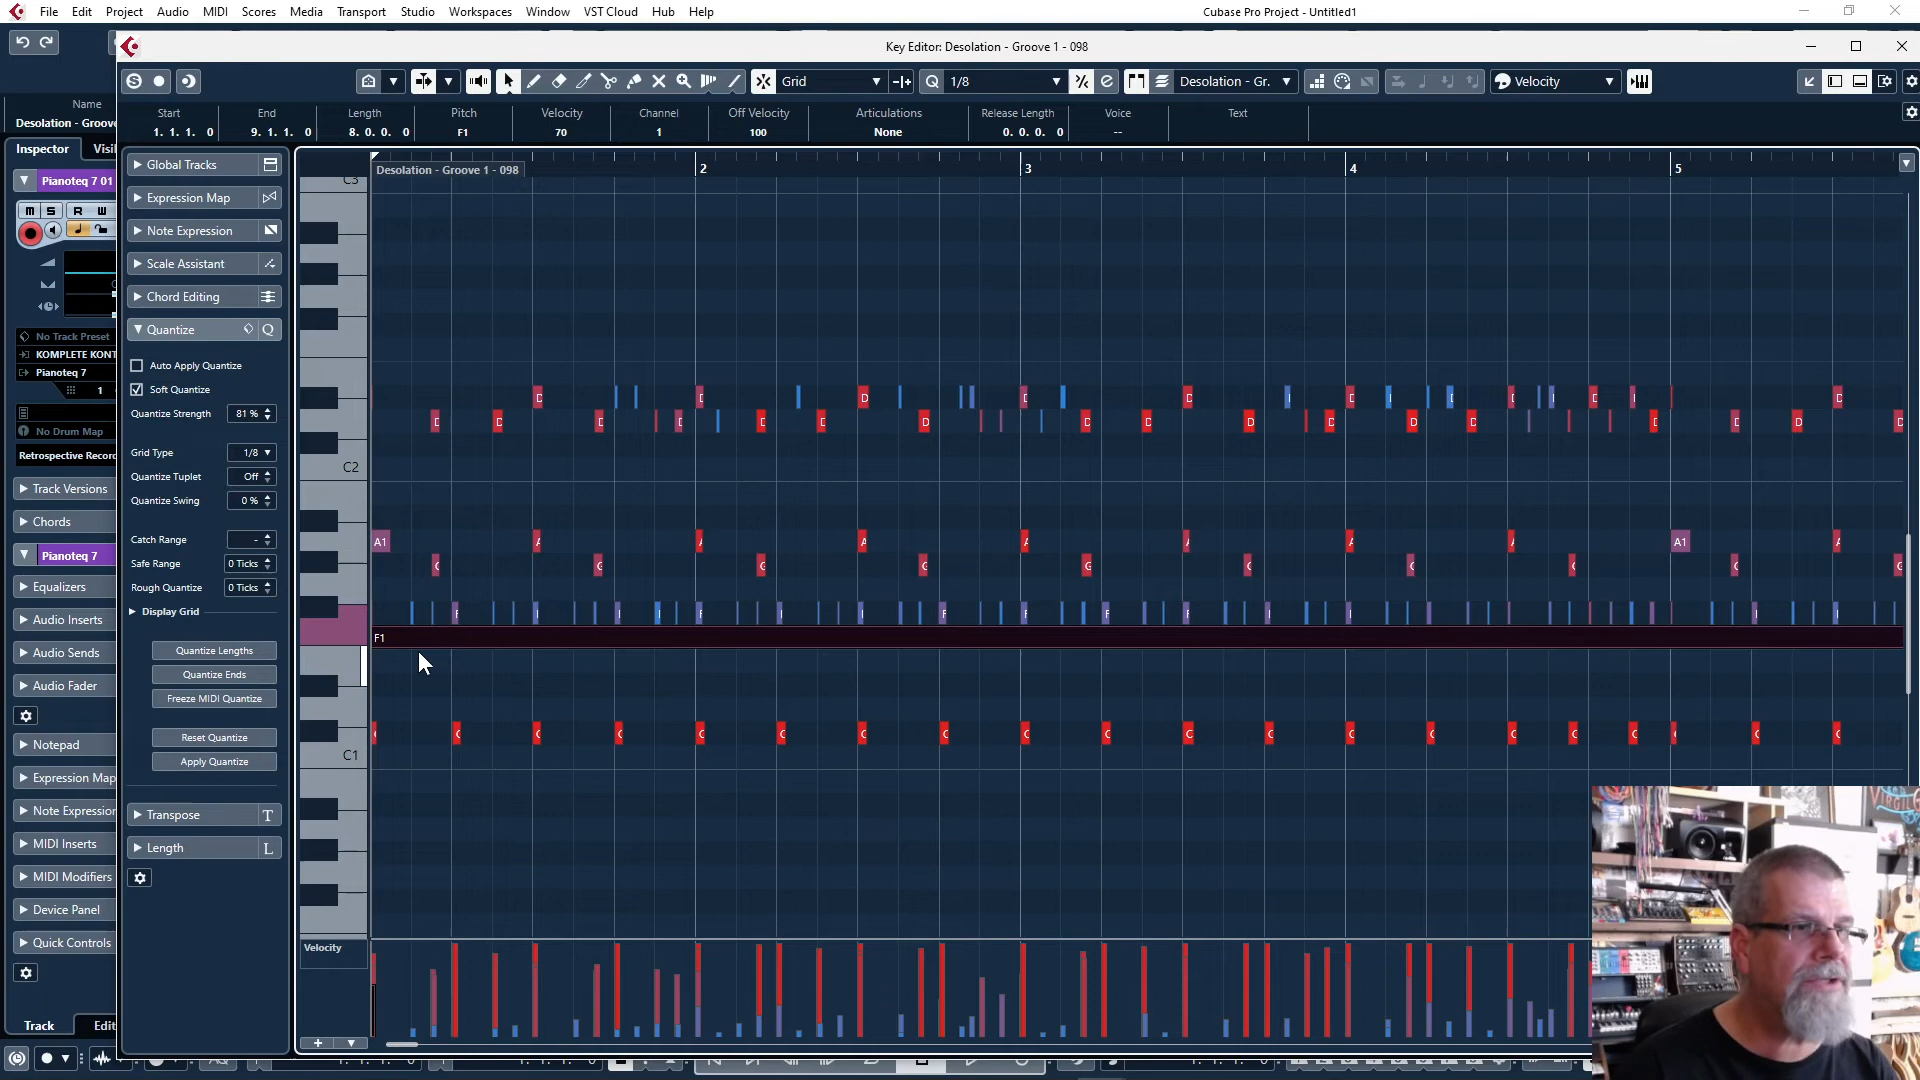 File Edit Project Audio MIDI Scores Media Transport Studio Workspaces Window VST Cloud Hub Help
Cubase Pro Project - Untitled1
Key Editor: Desolation - Groove 1 - 098
Grid
1/8
Desolation - Gr.
Velocity
Name
Desolation - Groove
Start End Length Pitch Velocity Channel Off Velocity Articulations Release Length Voice Text
1. 1. 1. 0 9. 1. 1. 0 8. 0. 0. 0 F1 70 1 100 None 0. 0. 0. 0 --
Inspector
Pianoteq 7 01
No Track Preset
KOMPLETE KONT
Pianoteq 7
1
No Drum Map
Retrospective Record
Track Versions
Chords
Pianoteq 7
Equalizers
Audio Inserts
Audio Sends
Audio Fader
Notepad
Expression Map
Note Expression
MIDI Inserts
MIDI Modifiers
Device Panel
Quick Controls
Track
Edit
Global Tracks
Expression Map
Note Expression
Scale Assistant
Chord Editing
Quantize
Auto Apply Quantize
Soft Quantize
Quantize Strength 81 %
Grid Type 1/8
Quantize Tuplet Off
Quantize Swing 0 %
Catch Range -
Safe Range 0 Ticks
Rough Quantize 0 Ticks
Display Grid
Quantize Lengths
Quantize Ends
Freeze MIDI Quantize
Reset Quantize
Apply Quantize
Transpose
Length
Desolation - Groove 1 - 098
2 3 4 5
C3
C2
A1
A1
F1
C1
Velocity